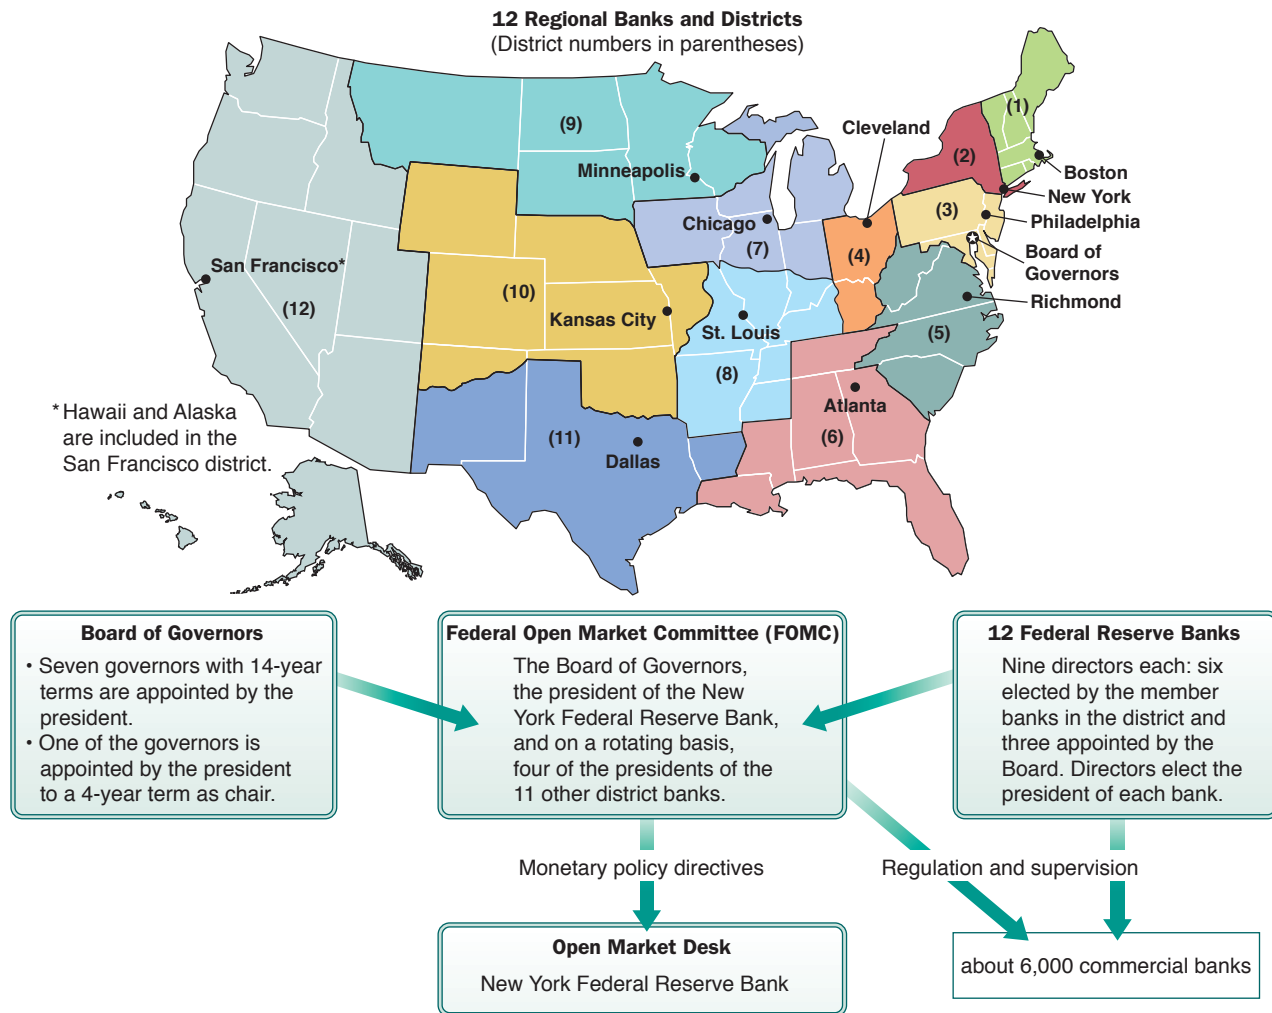 12 Regional Banks and Districts
(District numbers in parentheses)
(1)
(9)
Cleveland
(2)
Minneapolis
Boston
New York
(3)
Philadelphia
Chicago
(7)
(4)
Board of
Governors
San Francisco*
(12)
(10)
Richmond
Kansas City
St. Louis
(5)
(8)
Atlanta
(6)
(11)
Dallas
* Hawaii and Alaska
are included in the
San Francisco district.
Board of Governors
• Seven governors with 14-year
terms are appointed by the
president.
• One of the governors is
appointed by the president
to a 4-year term as chair.
Federal Open Market Committee (FOMC)
The Board of Governors,
the president of the New
York Federal Reserve Bank,
and on a rotating basis,
four of the presidents of the
11 other district banks.
12 Federal Reserve Banks
Nine directors each: six
elected by the member
banks in the district and
three appointed by the
Board. Directors elect the
president of each bank.
Monetary policy directives
Regulation and supervision
Open Market Desk
New York Federal Reserve Bank
about 6,000 commercial banks